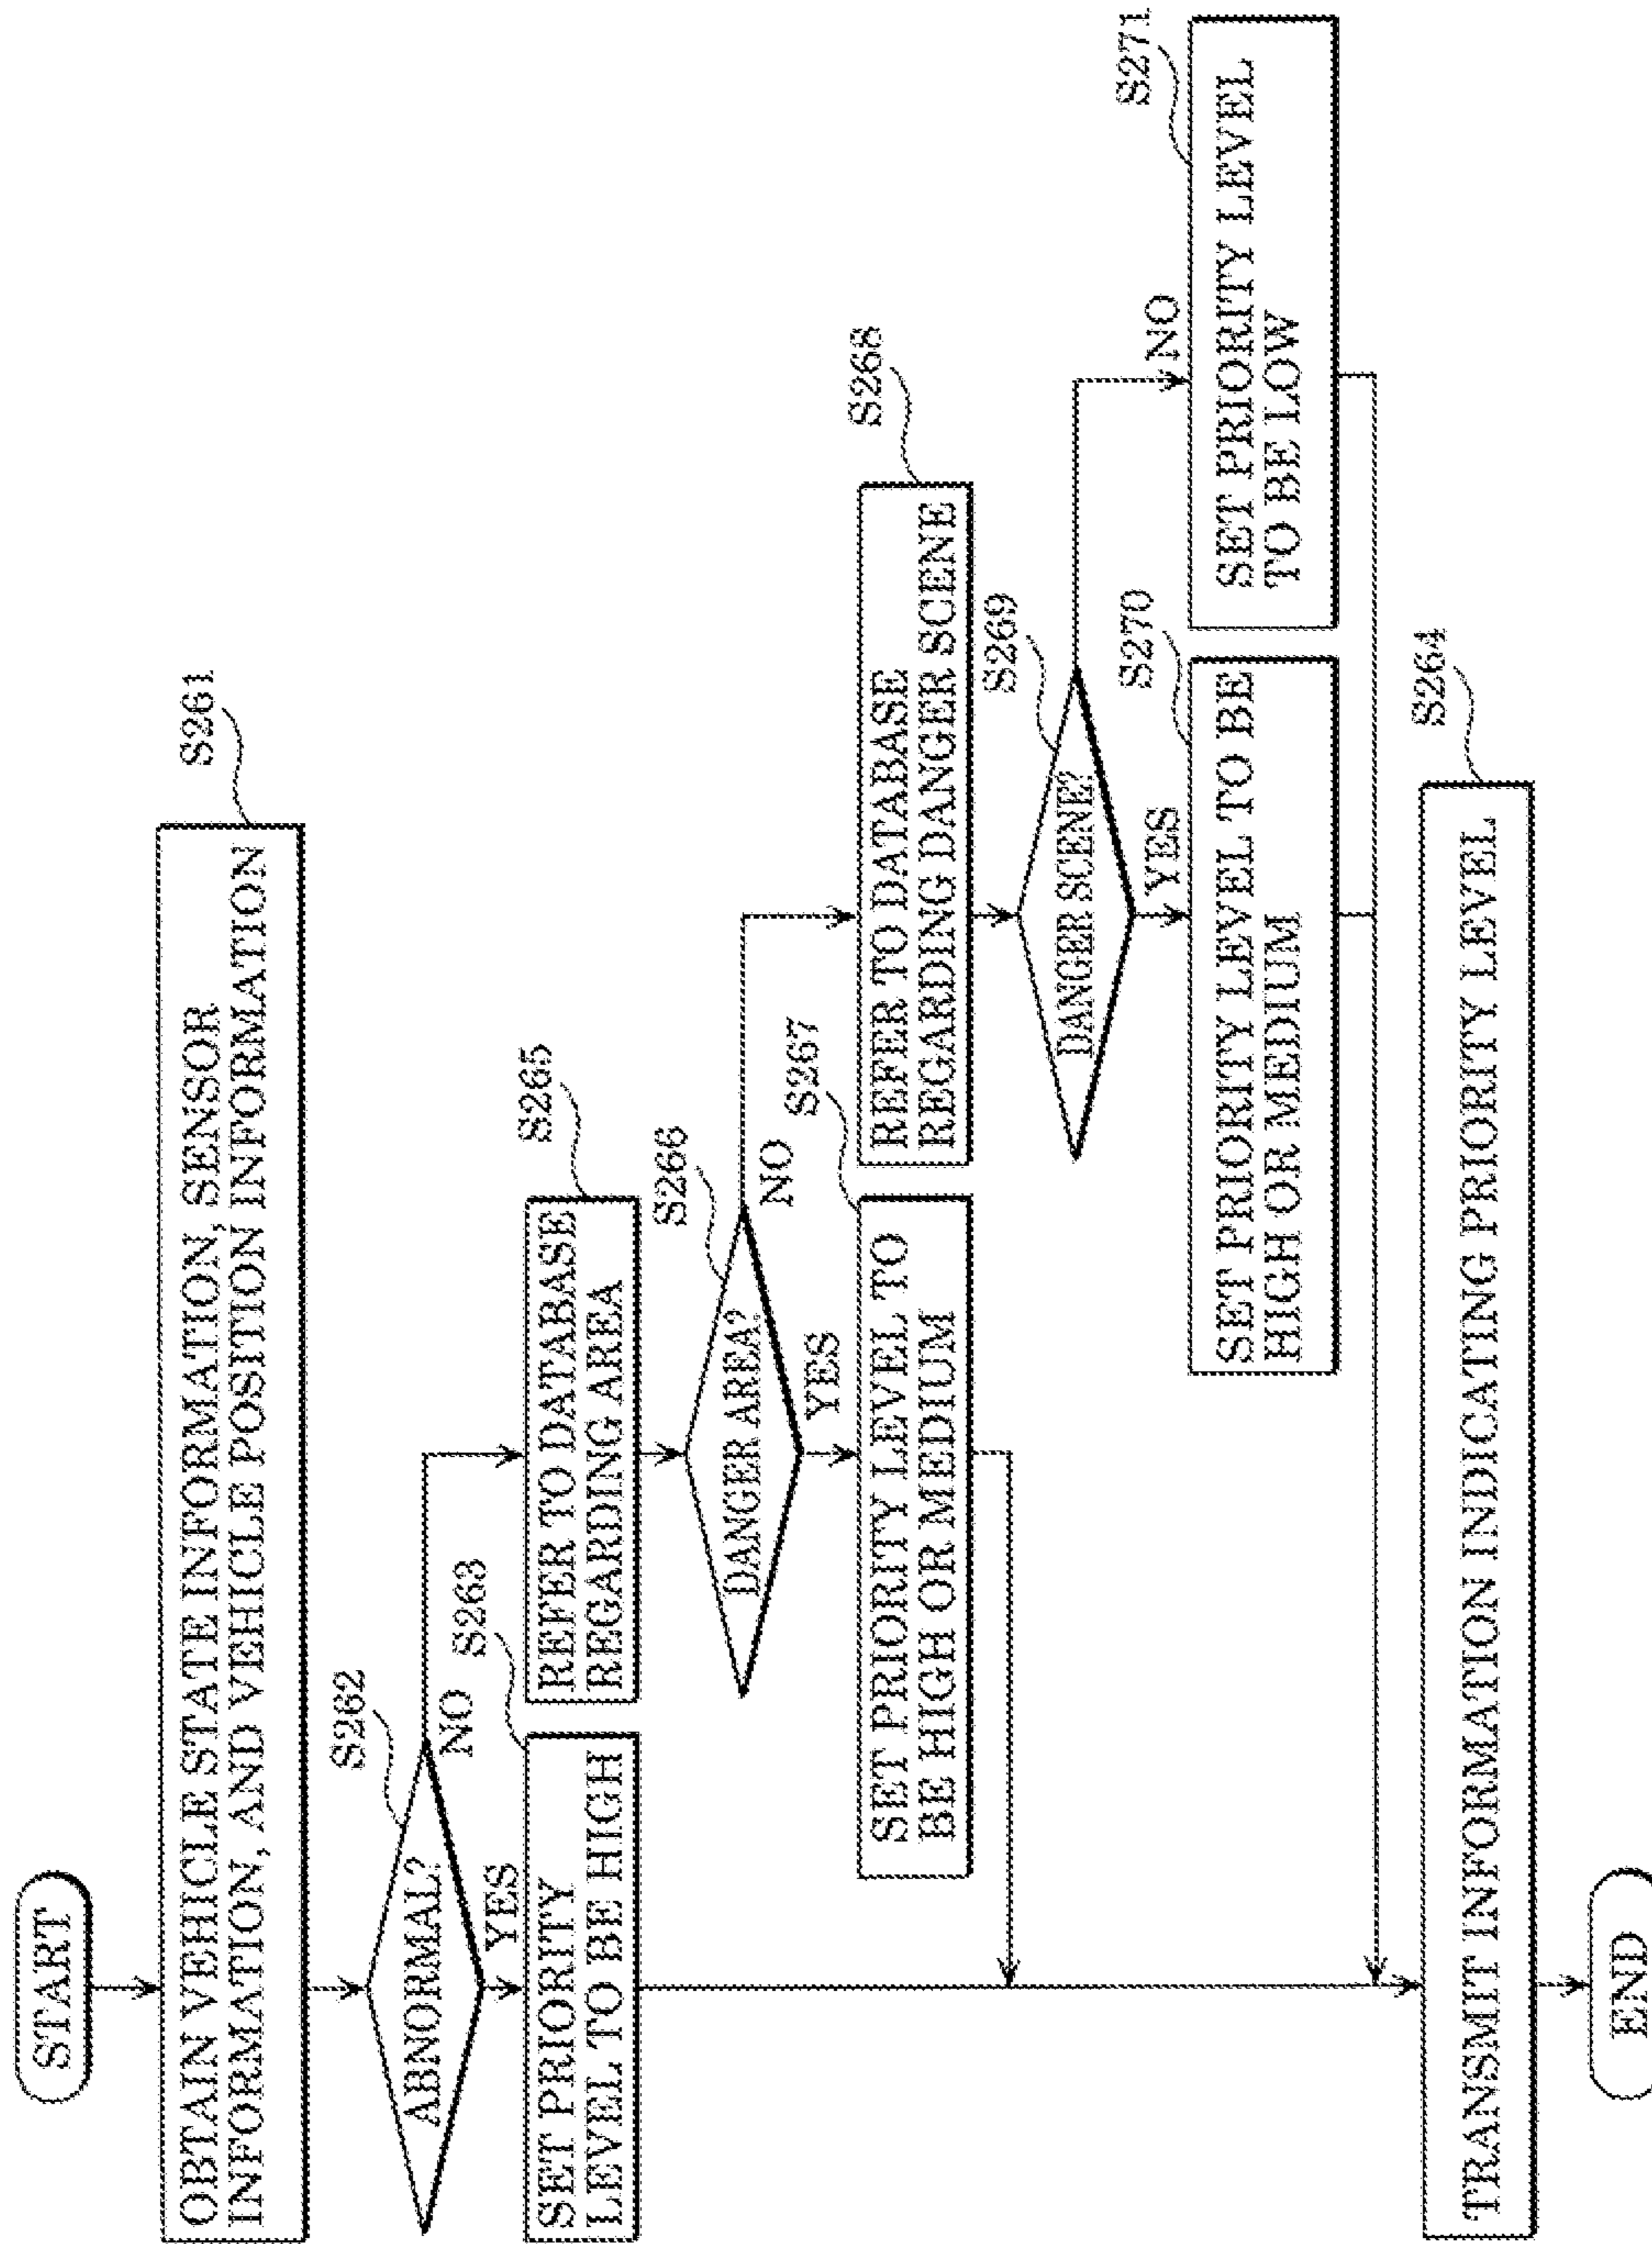 START
S261
OBTAIN VEHICLE STATE INFORMATION, SENSOR
INFORMATION, AND VEHICLE POSITION INFORMATION
S262
ABNORMAL?
NO
YES
S263
SET PRIORITY
LEVEL TO BE HIGH
S265
REFER TO DATABASE
REGARDING AREA
S266
DANGER AREA?
NO
YES
S267
SET PRIORITY LEVEL TO
BE HIGH OR MEDIUM
S268
REFER TO DATABASE
REGARDING DANGER SCENE
S269
DANGER SCENE?
NO
YES
S270
SET PRIORITY LEVEL TO BE
HIGH OR MEDIUM
S271
SET PRIORITY LEVEL
TO BE LOW
S264
TRANSMIT INFORMATION INDICATING PRIORITY LEVEL
END